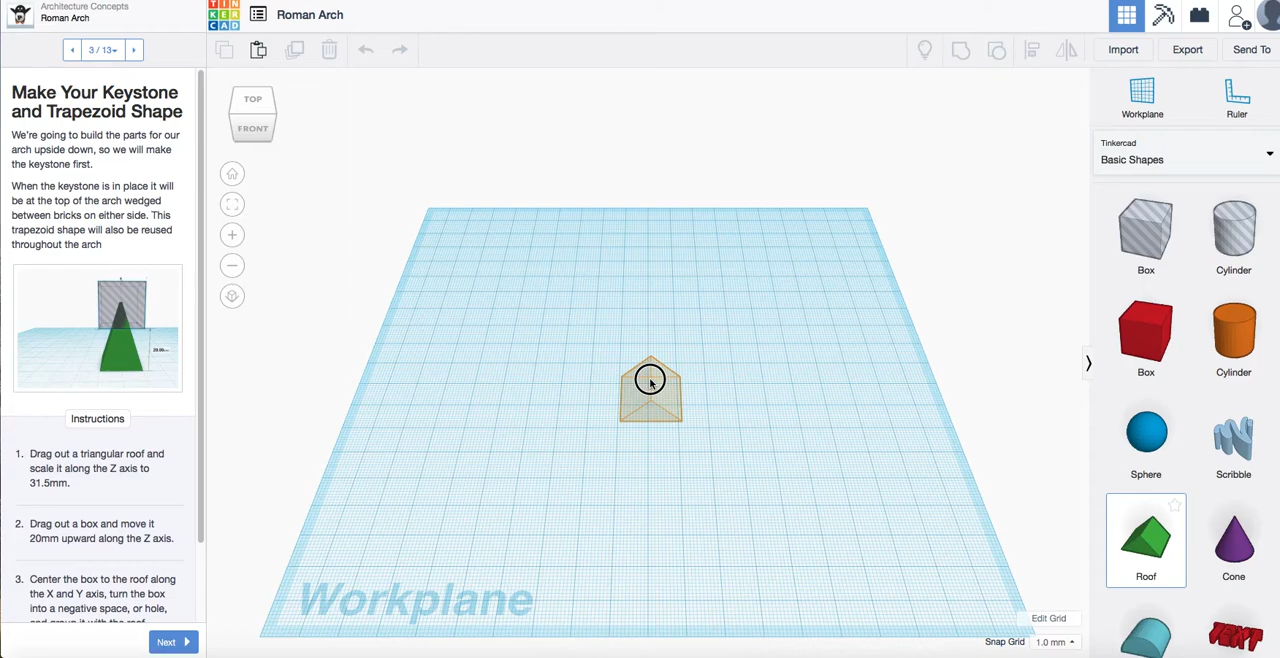 Architecture Concepts
Roman Arch
TIN
KER
CAD
Roman Arch
3 / 13
Import
Export
Send To
Make Your Keystone
and Trapezoid Shape
We're going to build the parts for our
arch upside down, so we will make
the keystone first.
When the keystone is in place it will
be at the top of the arch wedged
between bricks on either side. This
trapezoid shape will also be reused
throughout the arch
Instructions
1. Drag out a triangular roof and
scale it along the Z axis to
31.5mm.
2. Drag out a box and move it
20mm upward along the Z axis.
3. Center the box to the roof along
the X and Y axis, turn the box
into a negative space, or hole,
and group it with the roof
Next
TOP
FRONT
Workplane
Edit Grid
Snap Grid 1.0 mm
Workplane
Ruler
Tinkercad
Basic Shapes
Box
Cylinder
Box
Cylinder
Sphere
Scribble
Roof
Cone
TEXT